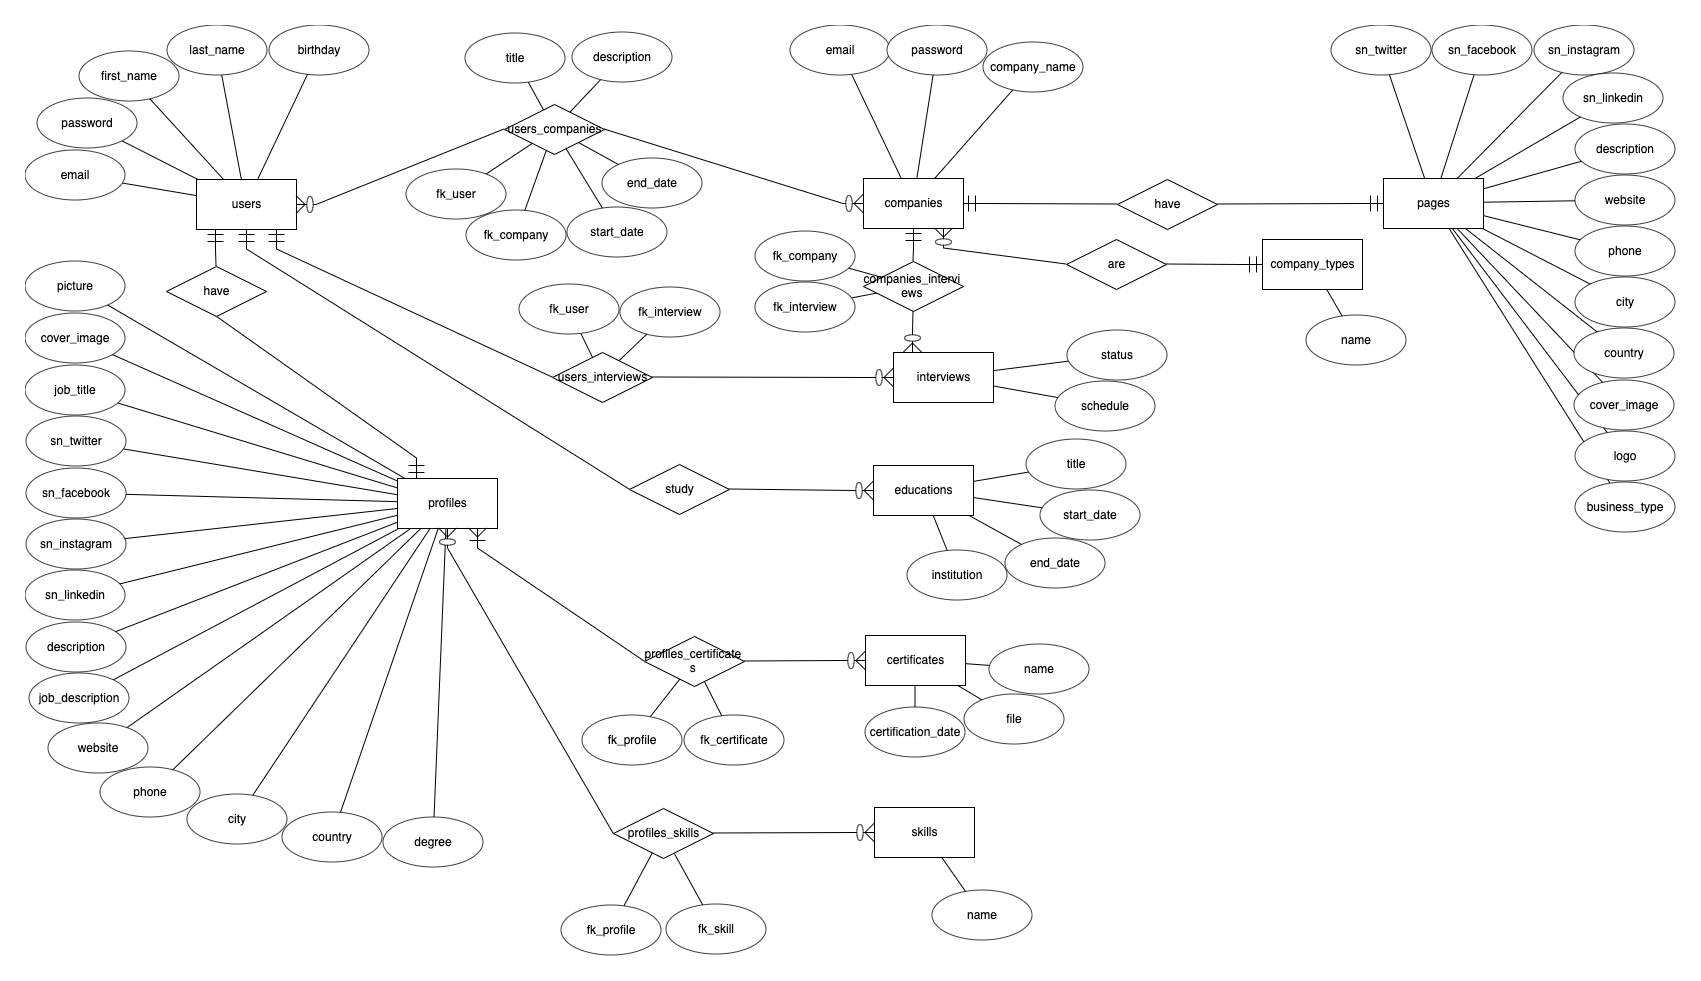 last_name
birthday
first_name
password
email
users
title
description
users_companies
fk_user
fk_company
start_date
end_date
email
password
company_name
companies
have
sn_twitter
sn_facebook
sn_instagram
sn_linkedin
description
website
phone
city
country
cover_image
logo
business_type
pages
are
company_types
name
fk_company
fk_interview
companies_intervi
ews
have
fk_user
fk_interview
users_interviews
interviews
status
schedule
picture
cover_image
job_title
sn_twitter
sn_facebook
sn_instagram
sn_linkedin
description
job_description
website
phone
city
country
degree
profiles
study
educations
title
start_date
end_date
institution
profiles_certificate
s
fk_profile
fk_certificate
certificates
name
file
certification_date
profiles_skills
fk_profile
fk_skill
skills
name